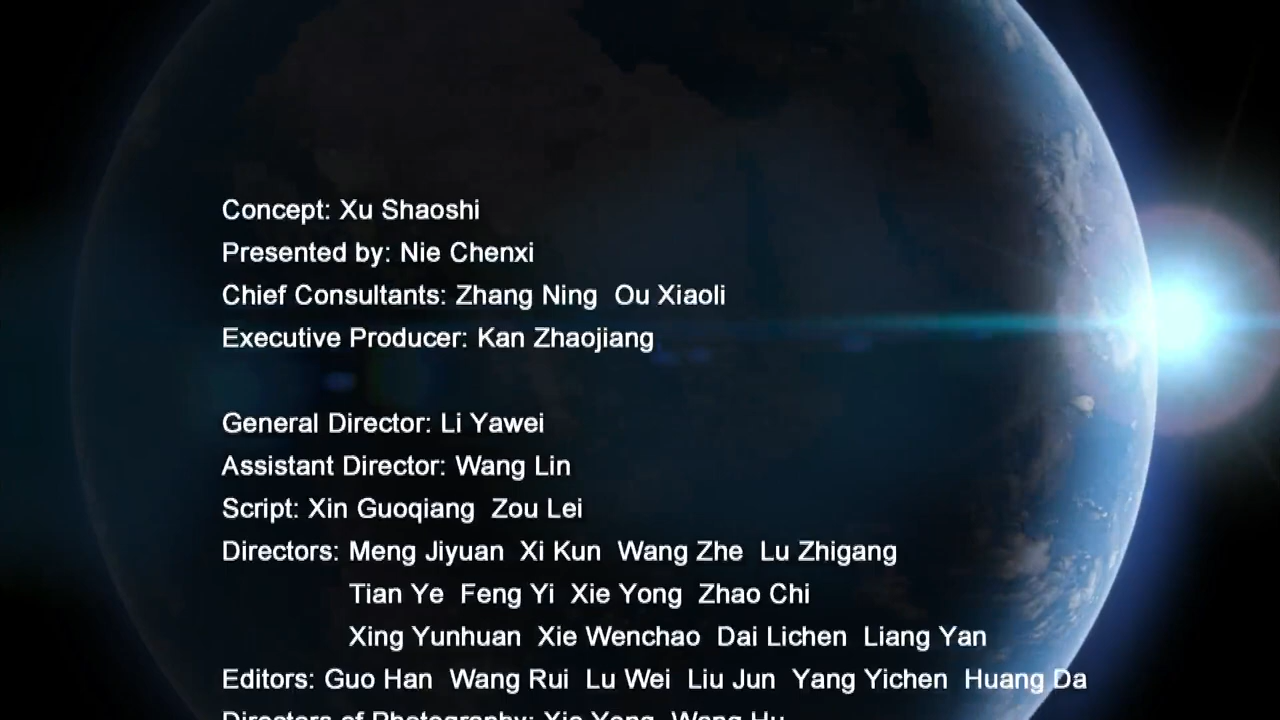 Concept: Xu Shaoshi
Presented by: Nie Chenxi
Chief Consultants: Zhang Ning  Ou Xiaoli
Executive Producer: Kan Zhaojiang
General Director: Li Yawei
Assistant Director: Wang Lin
Script: Xin Guoqiang  Zou Lei
Directors: Meng Jiyuan  Xi Kun  Wang Zhe  Lu Zhigang
Tian Ye  Feng Yi  Xie Yong  Zhao Chi
Xing Yunhuan  Xie Wenchao  Dai Lichen  Liang Yan
Editors: Guo Han  Wang Rui  Lu Wei  Liu Jun  Yang Yichen  Huang Da
Directors of Photography: